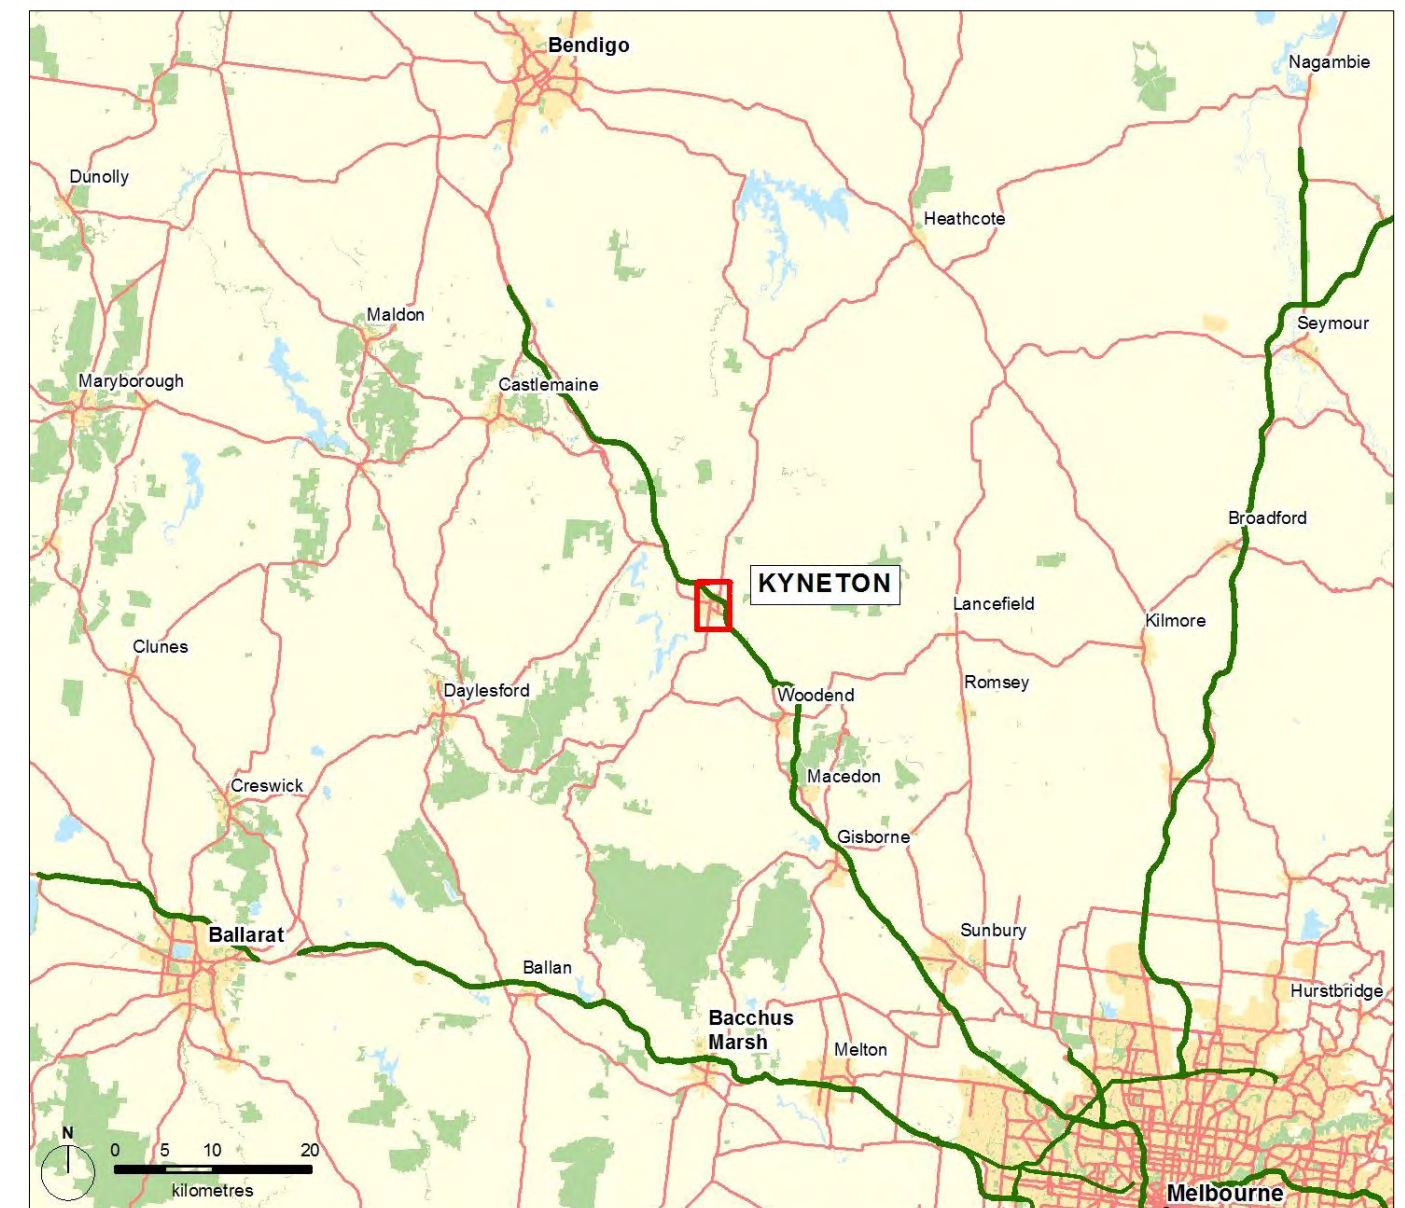 Bendigo
Nagambie
Dunolly
Heathcote
Maldon
Seymour
Maryborough
Castlemaine
Broadford
KYNETON
Lancefield
Kilmore
Clunes
Daylesford
Woodend
Romsey
Macedon
Creswick
Gisborne
Ballarat
Sunbury
Ballan
Hurstbridge
Bacchus
Marsh
Melton
N
0 5 10 20
kilometres
Melbourne